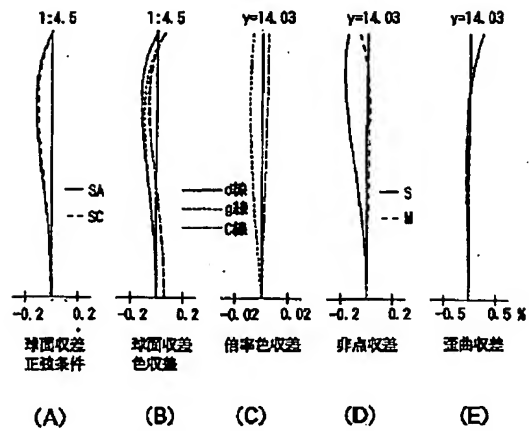 1:4.5 1:4.5 y=14.03 y=14.03 y=14.03
SA
SC
d線
g線
C線
S
M
-0.2 0.2 -0.2 0.2 -0.02 0.02 -0.2 0.2 -0.5 0.5 %
球面収差 球面収差 倍率色収差 非点収差 歪曲収差
正弦条件 色収差
(A) (B) (C) (D) (E)